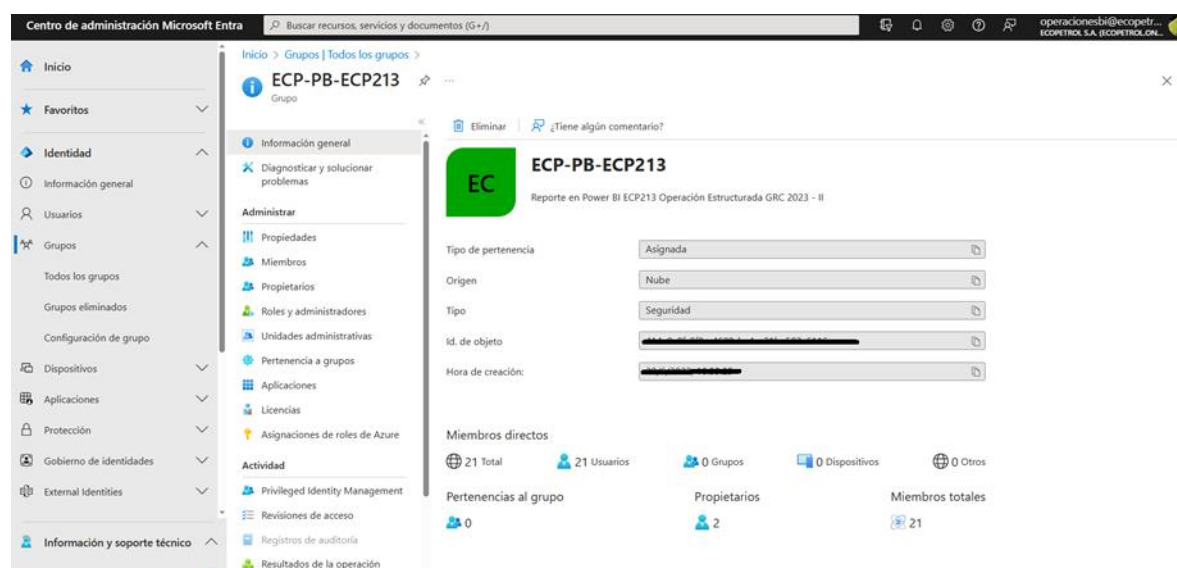 Centro de administración Microsoft Entra
Buscar recursos, servicios y documentos (G+/)
operacionesbi@ecopetr...
ECOPETROL S.A. (ECOPETROL.ON...
Inicio
Favoritos
Identidad
Información general
Usuarios
Grupos
Todos los grupos
Grupos eliminados
Configuración de grupo
Dispositivos
Aplicaciones
Protección
Gobierno de identidades
External Identities
Información y soporte técnico
Inicio > Grupos | Todos los grupos >
ECP-PB-ECP213
Grupo
Información general
Diagnosticar y solucionar
problemas
Administrar
Propiedades
Miembros
Propietarios
Roles y administradores
Unidades administrativas
Pertenencia a grupos
Aplicaciones
Licencias
Asignaciones de roles de Azure
Actividad
Privileged Identity Management
Revisiones de acceso
Registros de auditoría
Resultados de la operación
Eliminar
¿Tiene algún comentario?
EC
ECP-PB-ECP213
Reporte en Power BI ECP213 Operación Estructurada GRC 2023 - II
Tipo de pertenencia Asignada
Origen Nube
Tipo Seguridad
Id. de objeto
Hora de creación:
Miembros directos
21 Total 21 Usuarios 0 Grupos 0 Dispositivos 0 Otros
Pertenencias al grupo Propietarios Miembros totales
0 2 21